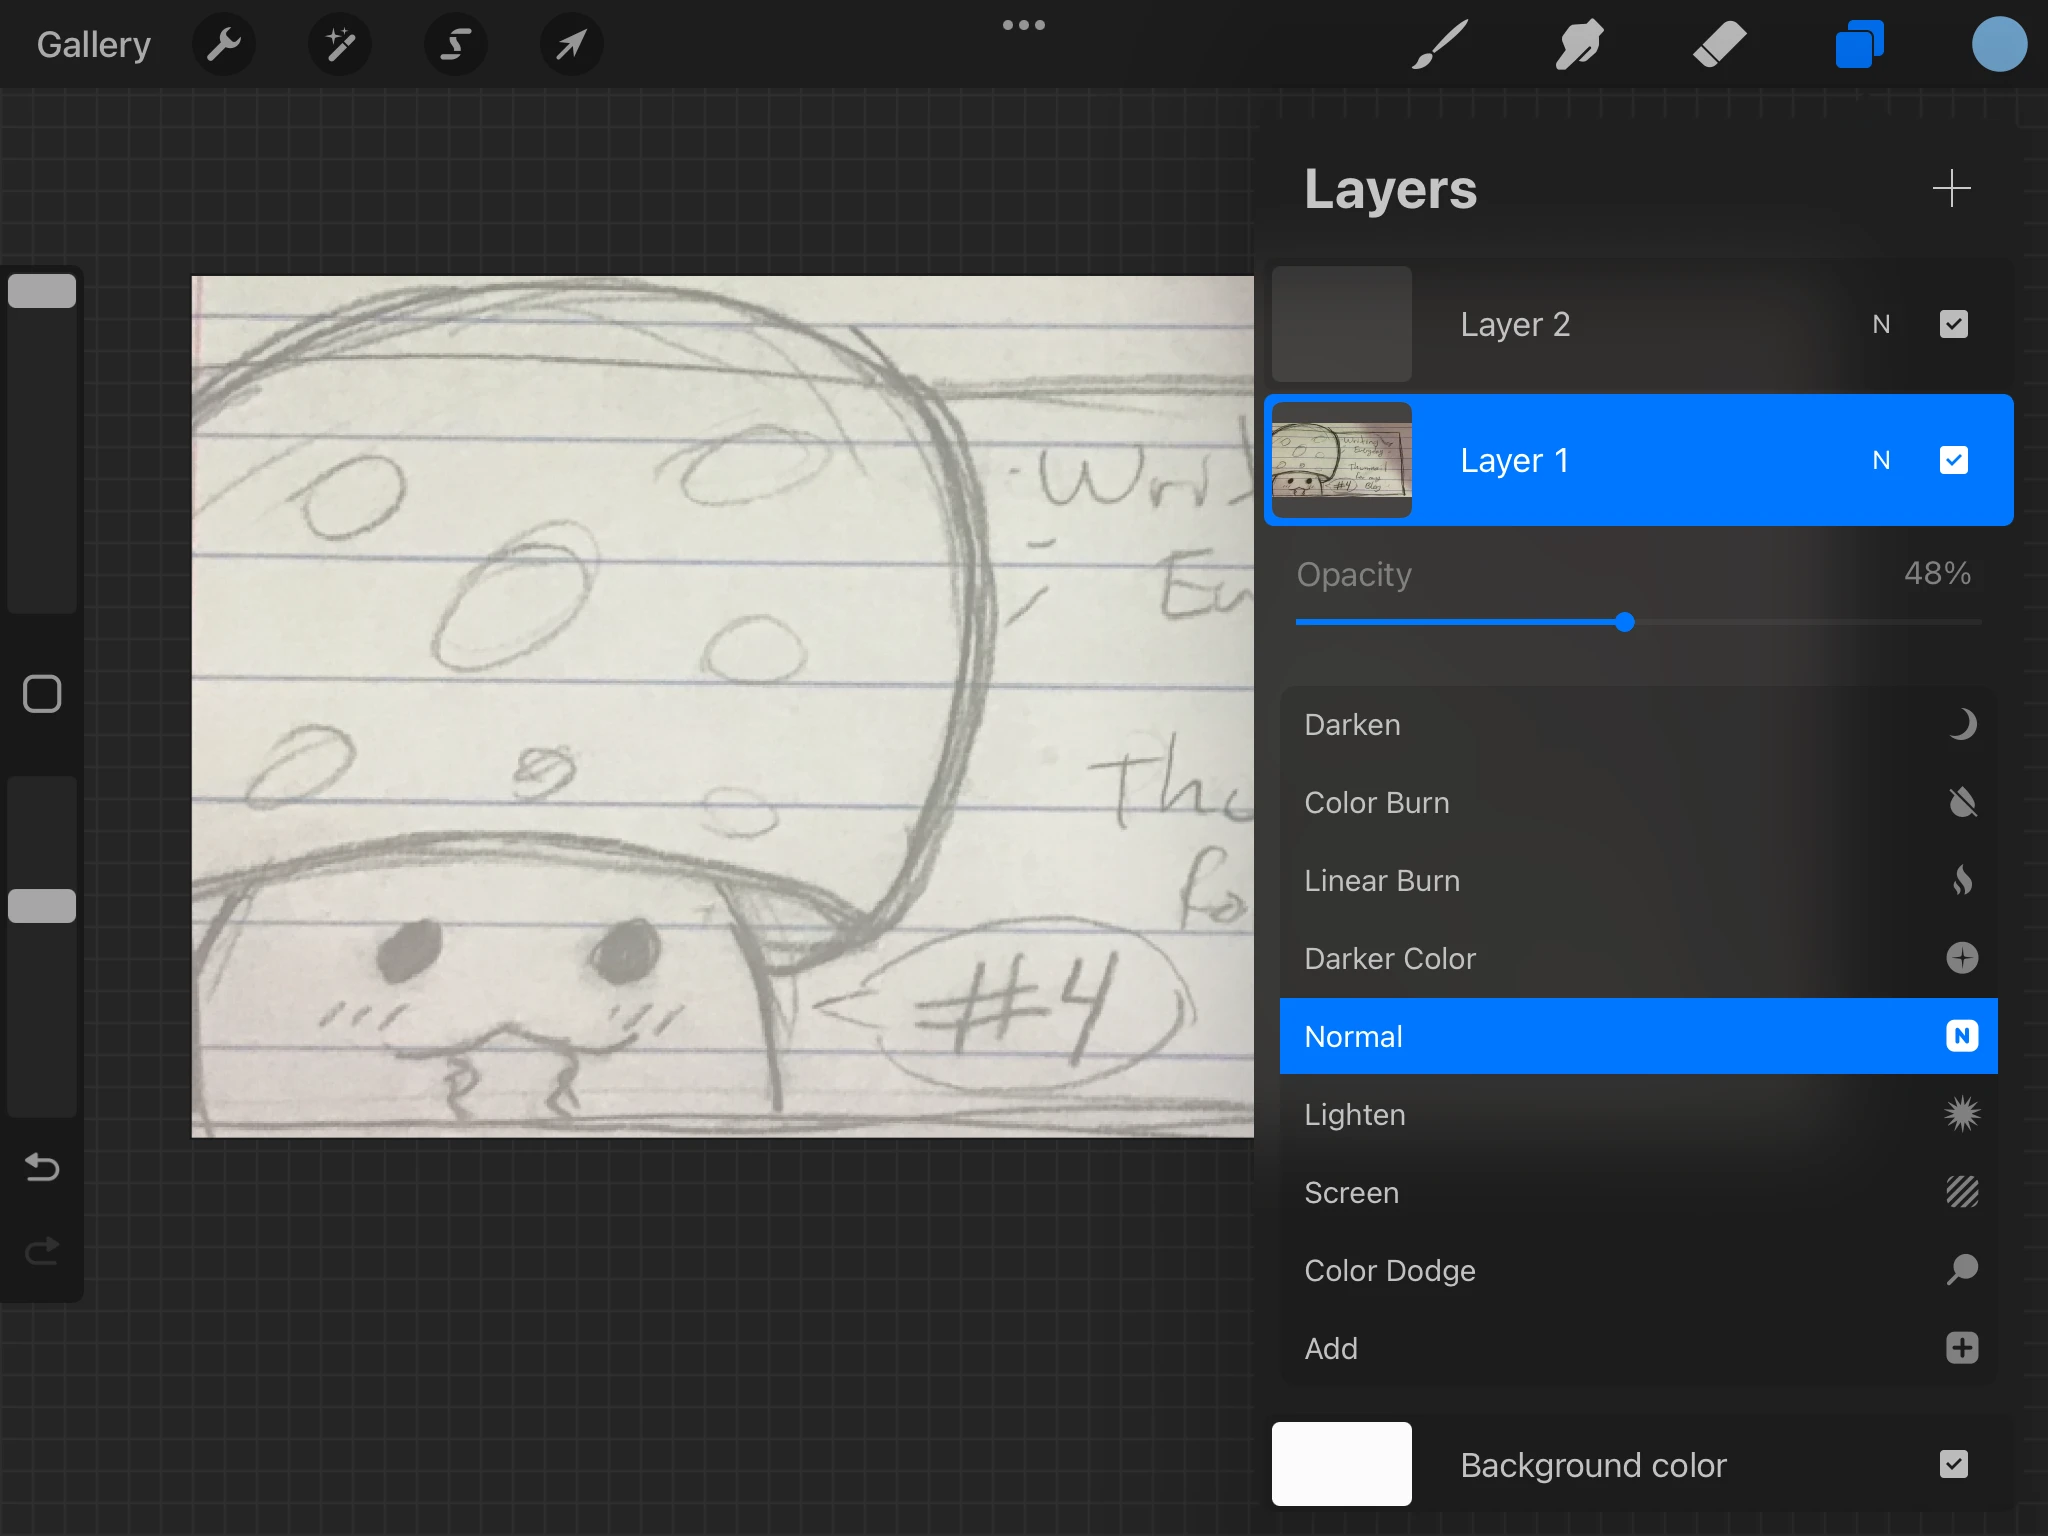 Gallery
Layers
Layer 2 N
Layer 1 N
Opacity 48%
Darken
Color Burn
Linear Burn
Darker Color
Normal N
Lighten
Screen
Color Dodge
Add
Background color
#4